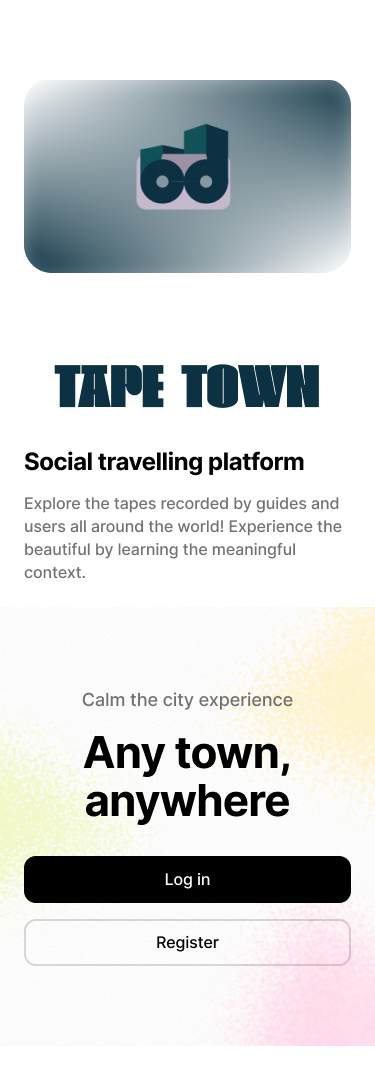 TAPE TOWN
Social travelling platform
Explore the tapes recorded by guides and
users all around the world! Experience the
beautiful by learning the meaningful
context.
Calm the city experience
Any town,
anywhere
Log in
Register